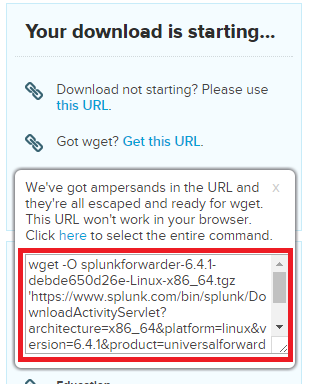 Your download is starting...
Download not starting? Please use
this URL.
Got wget? Get this URL.
We've got ampersands in the URL and x
they're all escaped and ready for wget.
This URL won't work in your browser.
Click here to select the entire command.
wget -O splunkforwarder-6.4.1-
debde650d26e-Linux-x86_64.tgz
'https://www.splunk.com/bin/splunk/Do
wnloadActivityServlet?
architecture=x86_64&platform=linux&v
ersion=6.4.1&product=universalforward